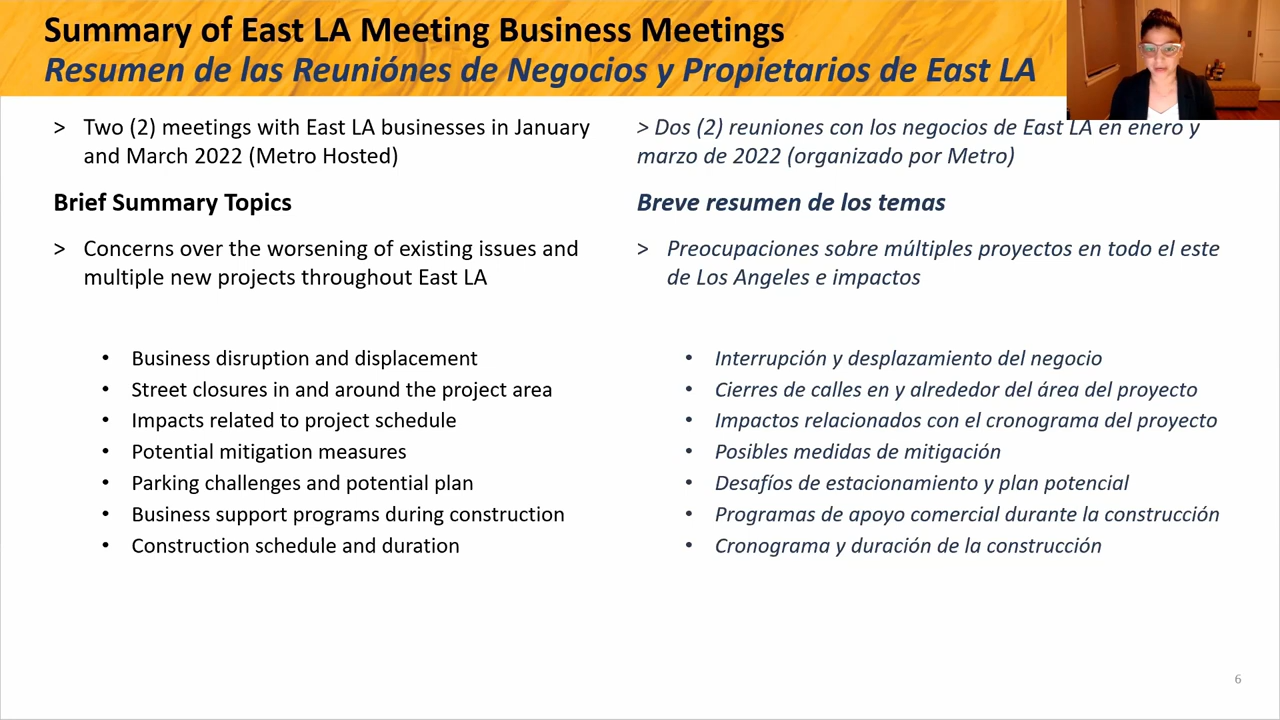 Summary of East LA Meeting Business Meetings
Resumen de las Reuniónes de Negocios y Propietarios de East LA
> Two (2) meetings with East LA businesses in January
and March 2022 (Metro Hosted)
Brief Summary Topics
> Concerns over the worsening of existing issues and
multiple new projects throughout East LA
• Business disruption and displacement
• Street closures in and around the project area
• Impacts related to project schedule
• Potential mitigation measures
• Parking challenges and potential plan
• Business support programs during construction
• Construction schedule and duration
> Dos (2) reuniones con los negocios de East LA en enero y
marzo de 2022 (organizado por Metro)
Breve resumen de los temas
> Preocupaciones sobre múltiples proyectos en todo el este
de Los Angeles e impactos
• Interrupción y desplazamiento del negocio
• Cierres de calles en y alrededor del área del proyecto
• Impactos relacionados con el cronograma del proyecto
• Posibles medidas de mitigación
• Desafíos de estacionamiento y plan potencial
• Programas de apoyo comercial durante la construcción
• Cronograma y duración de la construcción
6